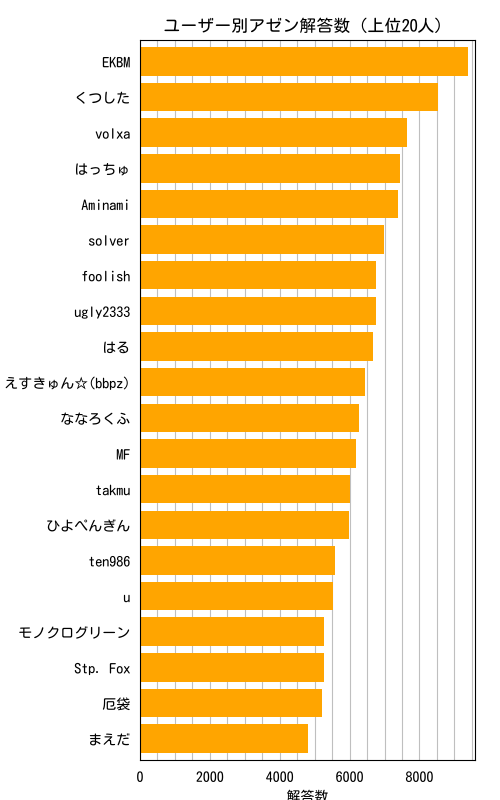 ユーザー別アゼン解答数（上位20人）
EKBM
くつした
volxa
はっちゅ
Aminami
solver
foolish
ugly2333
はる
えすきゅん☆(bbpz)
ななろくふ
MF
takmu
ひよぺんぎん
ten986
u
モノクログリーン
Stp. Fox
厄袋
まえだ
0 2000 4000 6000 8000
解答数